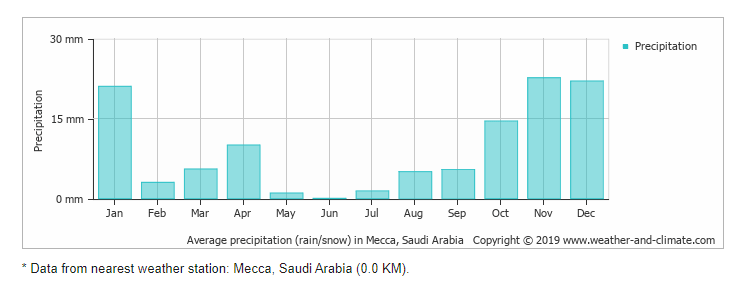 30 mm
Precipitation
15 mm
Precipitation
0 mm
Jan Feb Mar Apr May Jun Jul Aug Sep Oct Nov Dec
Average precipitation (rain/snow) in Mecca, Saudi Arabia Copyright © 2019 www.weather-and-climate.com
* Data from nearest weather station: Mecca, Saudi Arabia (0.0 KM).